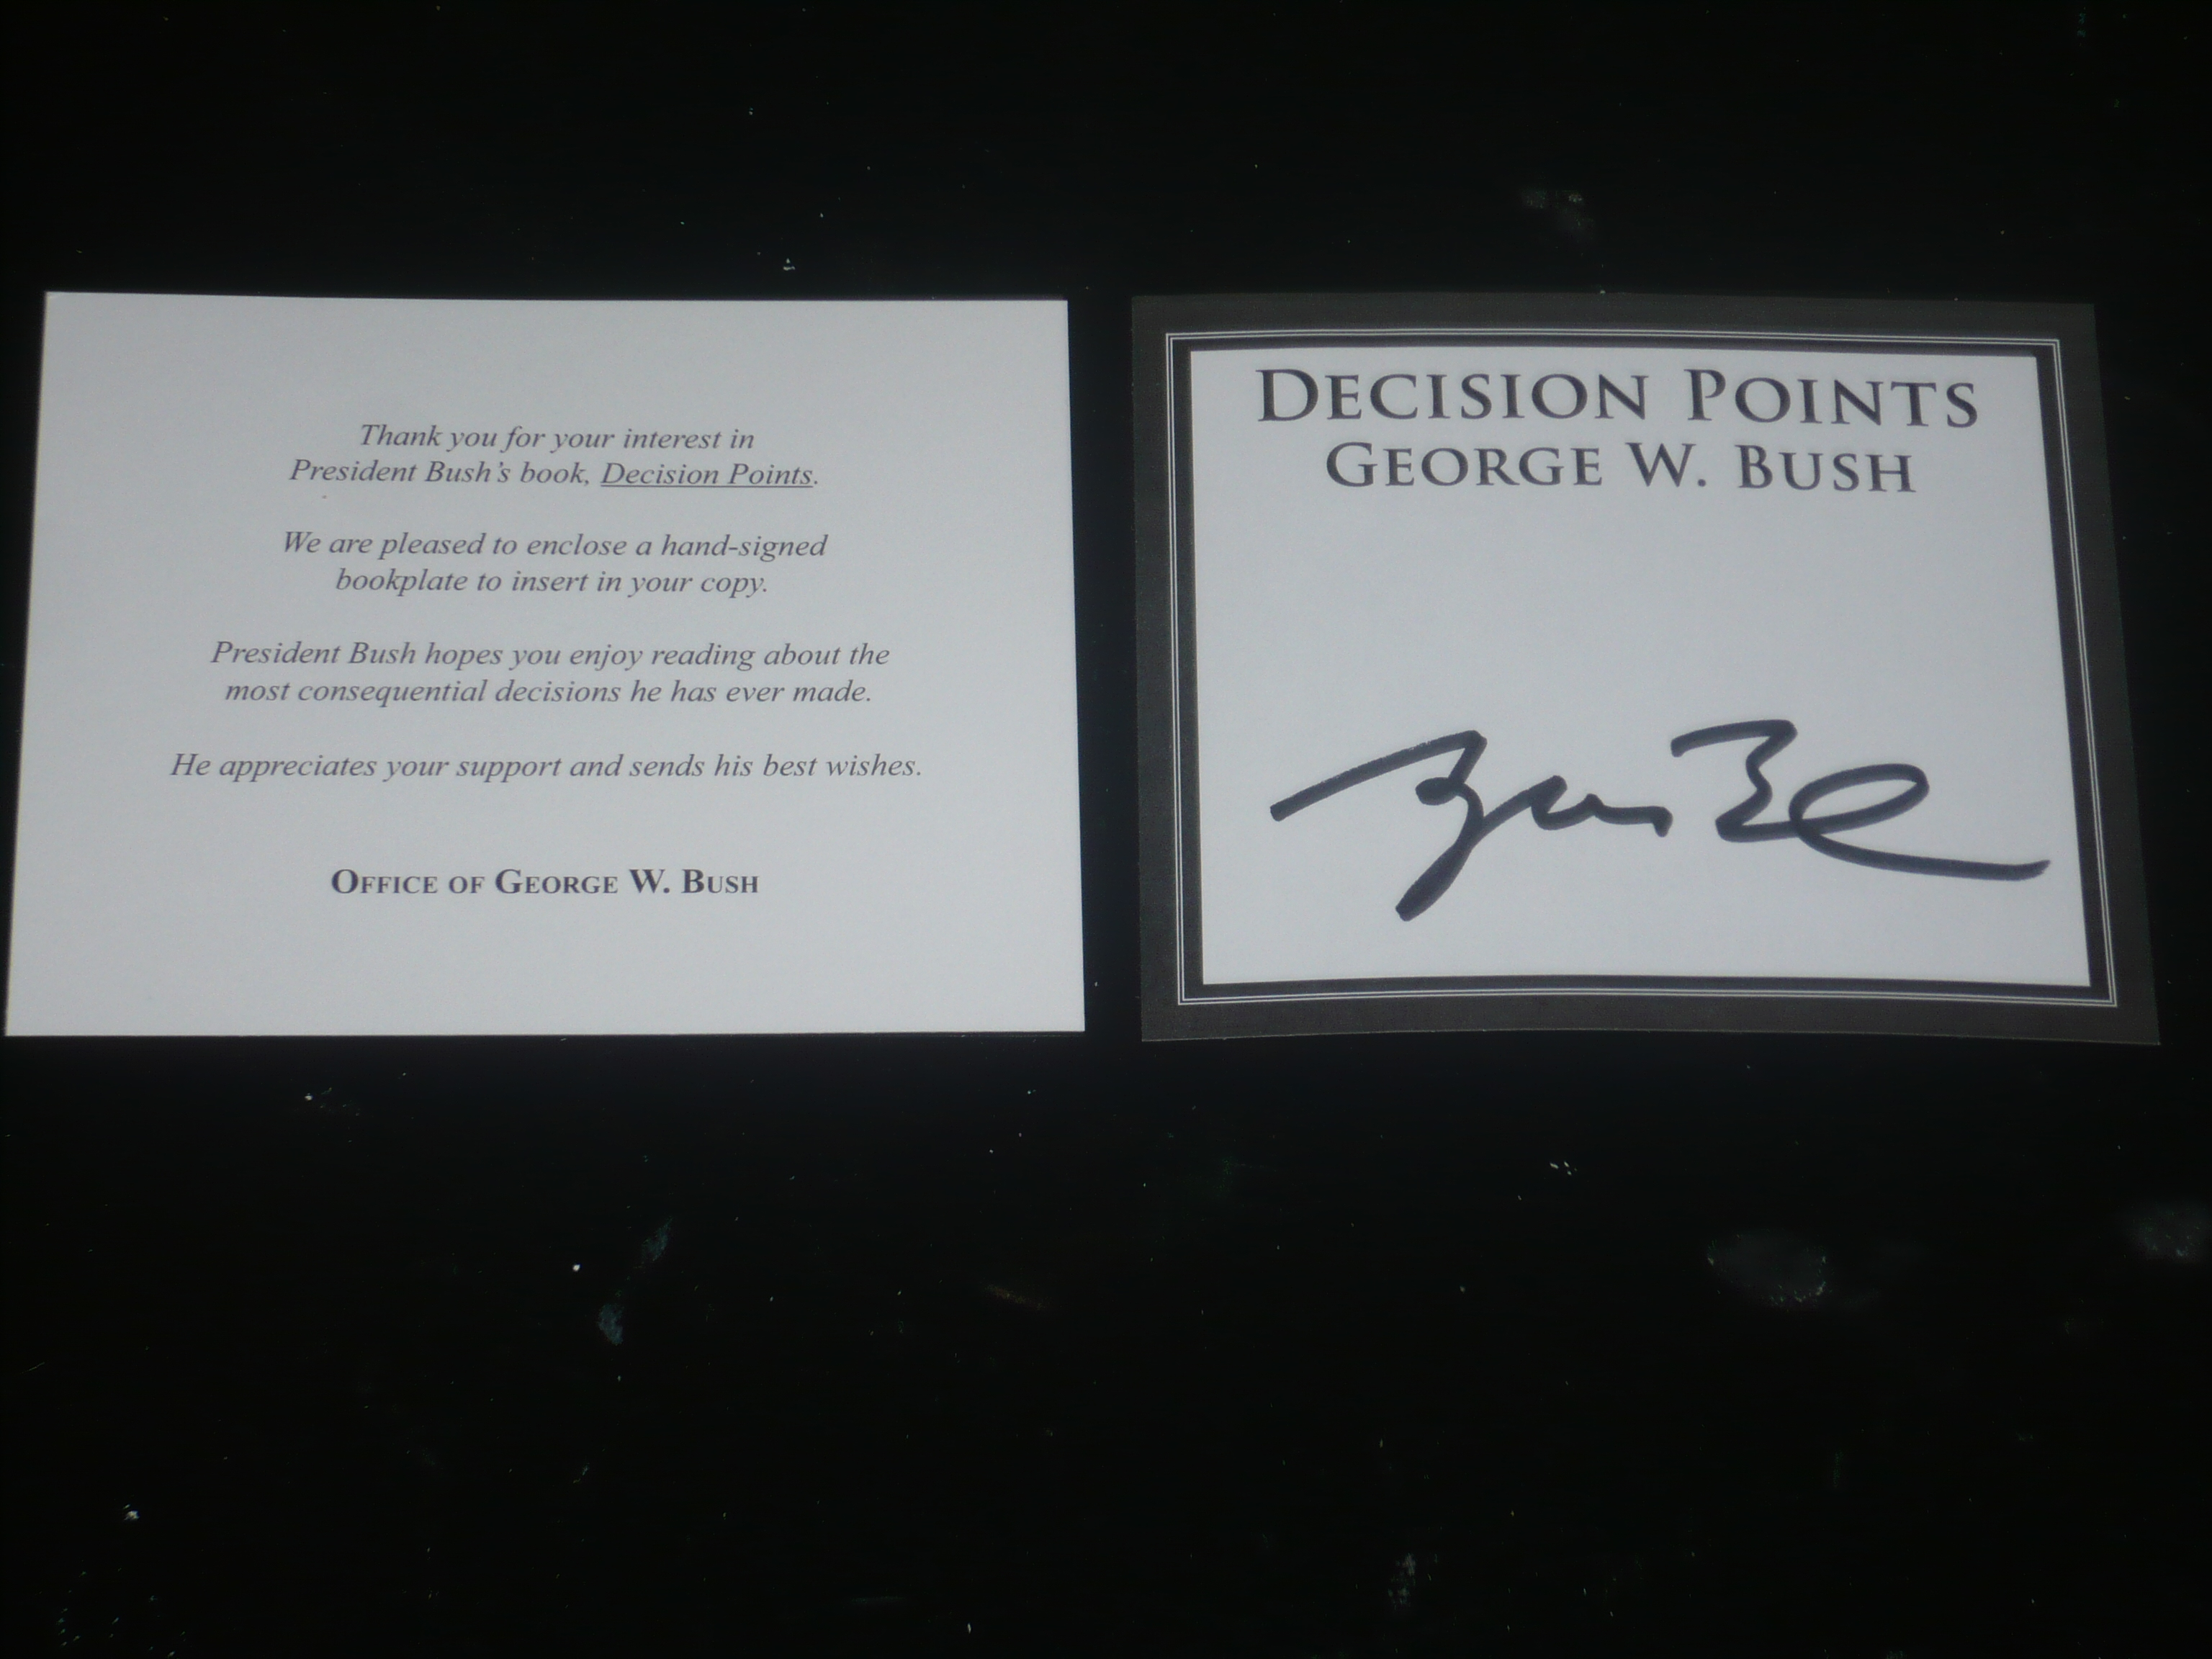 Thank you for your interest in
President Bush's book, Decision Points.
We are pleased to enclose a hand-signed
bookplate to insert in your copy.
President Bush hopes you enjoy reading about the
most consequential decisions he has ever made.
He appreciates your support and sends his best wishes.
OFFICE OF GEORGE W. BUSH
DECISION POINTS
GEORGE W. BUSH